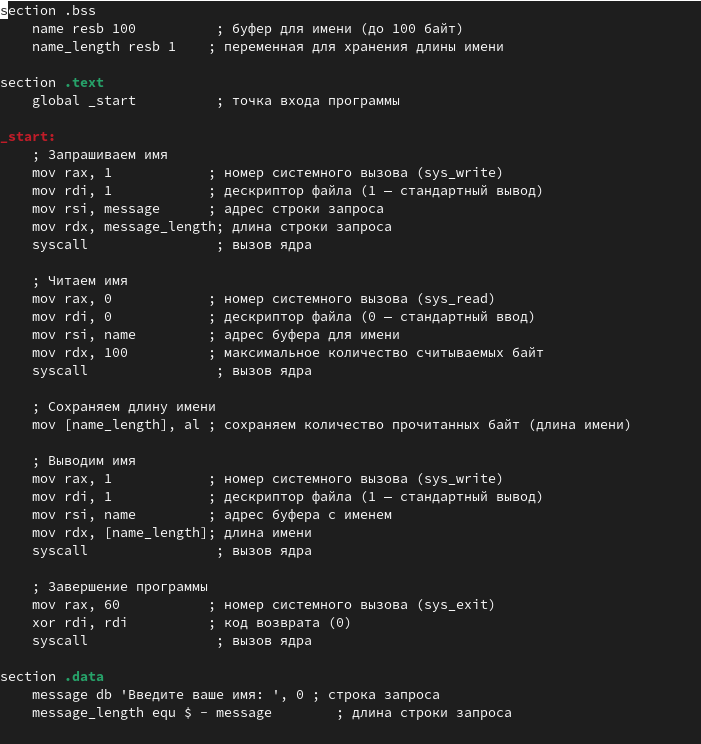 section .bss
    name resb 100          ; буфер для имени (до 100 байт)
    name_length resb 1    ; переменная для хранения длины имени

section .text
    global _start          ; точка входа программы

_start:
    ; Запрашиваем имя
    mov rax, 1            ; номер системного вызова (sys_write)
    mov rdi, 1            ; дескриптор файла (1 — стандартный вывод)
    mov rsi, message      ; адрес строки запроса
    mov rdx, message_length; длина строки запроса
    syscall                ; вызов ядра

    ; Читаем имя
    mov rax, 0            ; номер системного вызова (sys_read)
    mov rdi, 0            ; дескриптор файла (0 — стандартный ввод)
    mov rsi, name         ; адрес буфера для имени
    mov rdx, 100          ; максимальное количество считываемых байт
    syscall                ; вызов ядра

    ; Сохраняем длину имени
    mov [name_length], al ; сохраняем количество прочитанных байт (длина имени)

    ; Выводим имя
    mov rax, 1            ; номер системного вызова (sys_write)
    mov rdi, 1            ; дескриптор файла (1 — стандартный вывод)
    mov rsi, name         ; адрес буфера с именем
    mov rdx, [name_length]; длина имени
    syscall                ; вызов ядра

    ; Завершение программы
    mov rax, 60           ; номер системного вызова (sys_exit)
    xor rdi, rdi          ; код возврата (0)
    syscall                ; вызов ядра

section .data
    message db 'Введите ваше имя: ', 0 ; строка запроса
    message_length equ $ - message        ; длина строки запроса